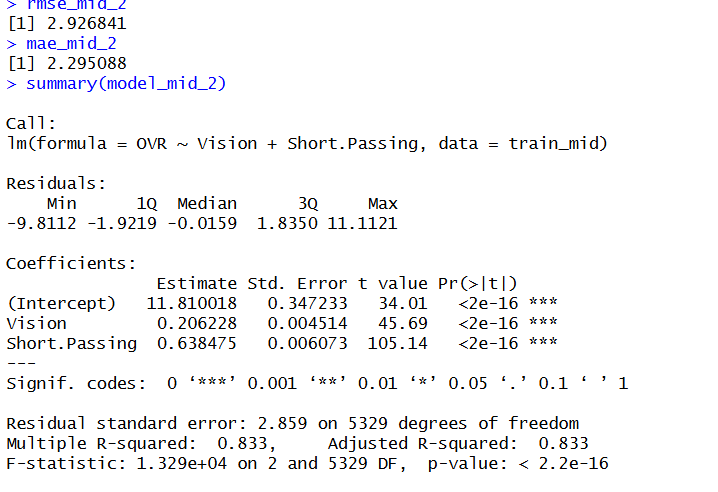 > rmse_mid_2
[1] 2.926841
> mae_mid_2
[1] 2.295088
> summary(model_mid_2)
Call:
lm(formula = OVR ~ Vision + Short.Passing, data = train_mid)
Residuals:
    Min      1Q  Median      3Q     Max
-9.8112 -1.9219 -0.0159  1.8350 11.1121
Coefficients:
               Estimate Std. Error t value Pr(>|t|)
(Intercept)   11.810018   0.347233   34.01   <2e-16 ***
Vision         0.206228   0.004514   45.69   <2e-16 ***
Short.Passing  0.638475   0.006073  105.14   <2e-16 ***
---
Signif. codes:  0 ‘***’ 0.001 ‘**’ 0.01 ‘*’ 0.05 ‘.’ 0.1 ‘ ’ 1
Residual standard error: 2.859 on 5329 degrees of freedom
Multiple R-squared:  0.833,     Adjusted R-squared:  0.833
F-statistic: 1.329e+04 on 2 and 5329 DF,  p-value: < 2.2e-16